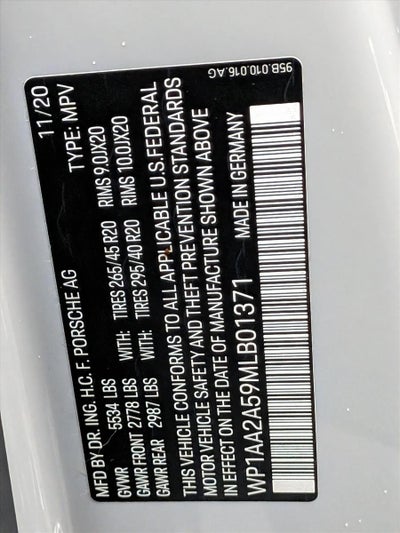 MFD BY DR. ING. H.C. F. PORSCHE AG 11/20
GVWR 5534 LBS TYPE: MPV
GAWR FRONT 2778 LBS WITH: TIRES 265/45 R20 RIMS 9.0JX20
GAWR REAR 2987 LBS WITH: TIRES 295/40 R20 RIMS 10.0JX20
THIS VEHICLE CONFORMS TO ALL APPLICABLE U.S. FEDERAL
MOTOR VEHICLE SAFETY AND THEFT PREVENTION STANDARDS
IN EFFECT ON THE DATE OF MANUFACTURE SHOWN ABOVE
WP1AA2A59MLB01371 MADE IN GERMANY
95B.010.016.AG